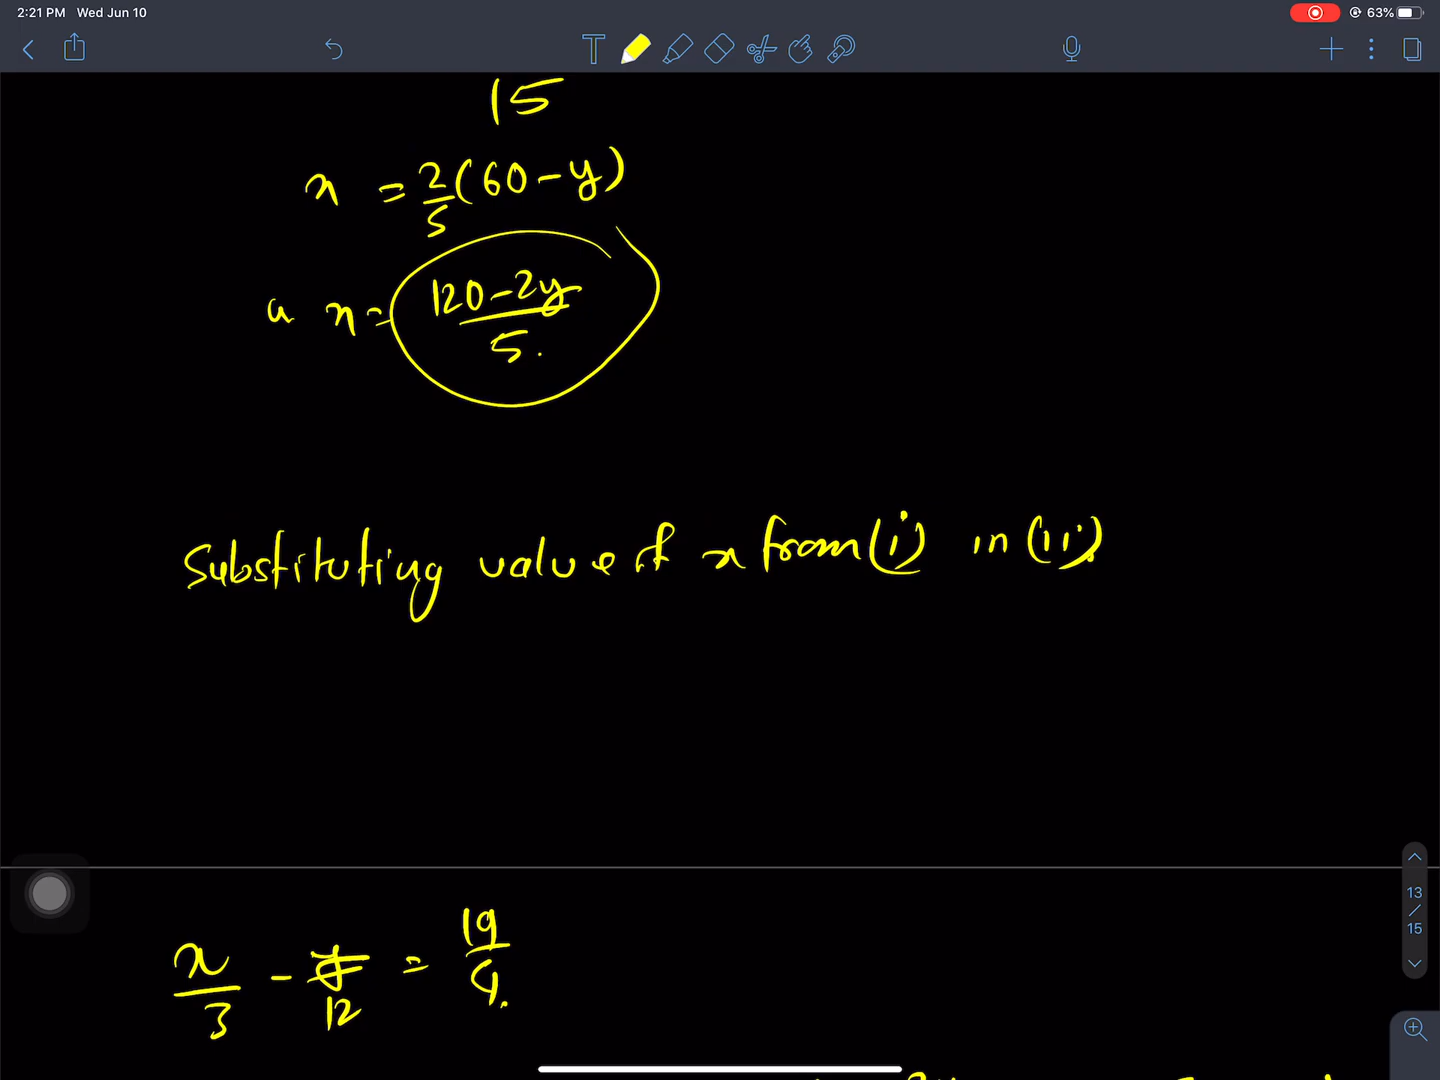 2:21 PM Wed Jun 10
63%
15
x = 2/5 (60 - y)
x = 120 - 2y / 5.
Substituting value of x from (i) in (ii).
13
/
15
x/3 - y/12 = 19/